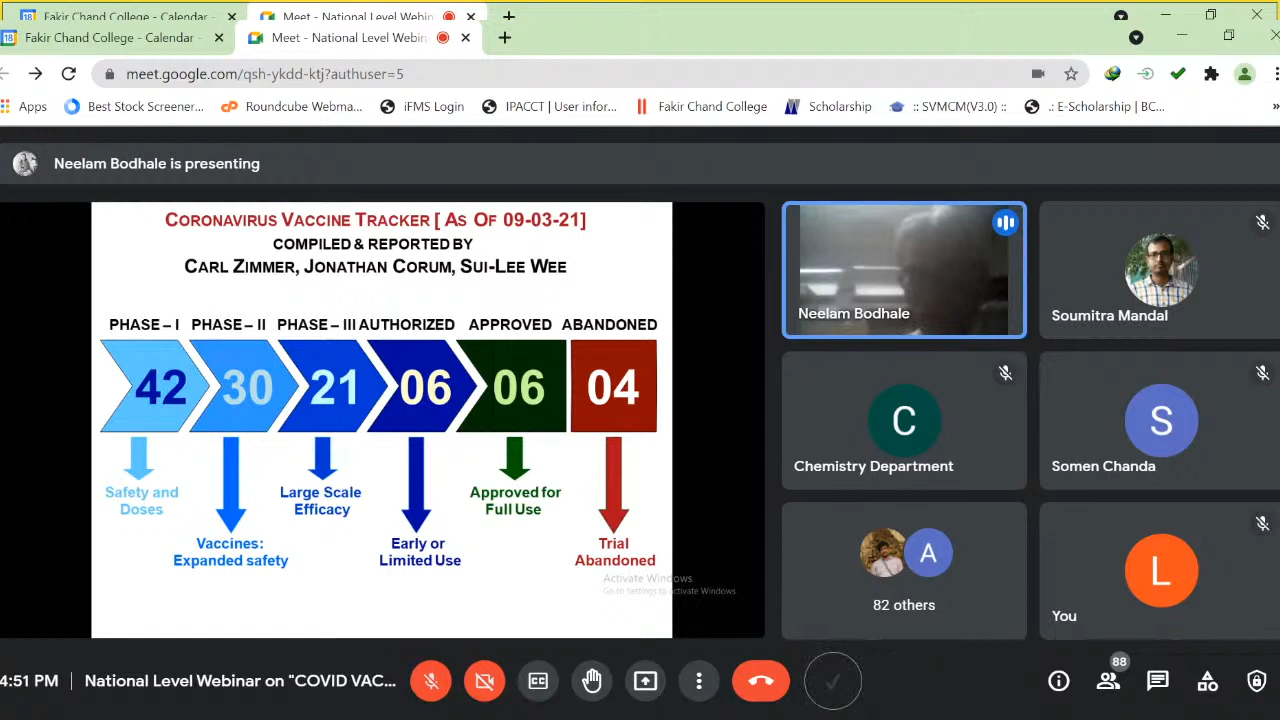 Fakir Chand College - Calendar
Meet - National Level Webin
Fakir Chand College - Calendar -
Meet - National Level Webin
meet.google.com/qsh-ykdd-ktj?authuser=5
Apps
Best Stock Screener...
Roundcube Webma...
iFMS Login
IPACCT | User infor...
Fakir Chand College
Scholarship
:: SVMCM(V3.0) ::
.: E-Scholarship | BC...
»
Neelam Bodhale is presenting
CORONAVIRUS VACCINE TRACKER [ AS OF 09-03-21]
COMPILED & REPORTED BY
CARL ZIMMER, JONATHAN CORUM, SUI-LEE WEE
PHASE – I PHASE – II PHASE – III AUTHORIZED APPROVED ABANDONED
42 30 21 06 06 04
Safety and
Doses
Large Scale
Efficacy
Approved for
Full Use
Vaccines:
Expanded safety
Early or
Limited Use
Trial
Abandoned
Activate Windows
Go to Settings to activate Windows.
Neelam Bodhale
Soumitra Mandal
C
Chemistry Department
S
Somen Chanda
A
82 others
L
You
4:51 PM | National Level Webinar on "COVID VAC...
88